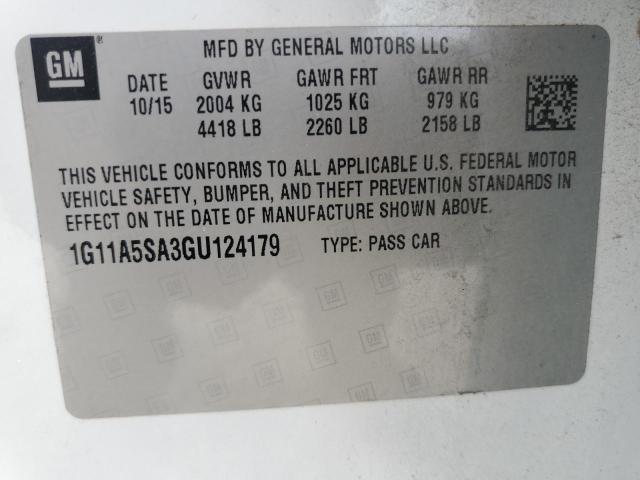 GM ®
MFD BY GENERAL MOTORS LLC
DATE GVWR GAWR FRT GAWR RR
10/15 2004 KG 1025 KG 979 KG
4418 LB 2260 LB 2158 LB
THIS VEHICLE CONFORMS TO ALL APPLICABLE U.S. FEDERAL MOTOR
VEHICLE SAFETY, BUMPER, AND THEFT PREVENTION STANDARDS IN
EFFECT ON THE DATE OF MANUFACTURE SHOWN ABOVE.
1G11A5SA3GU124179 TYPE: PASS CAR